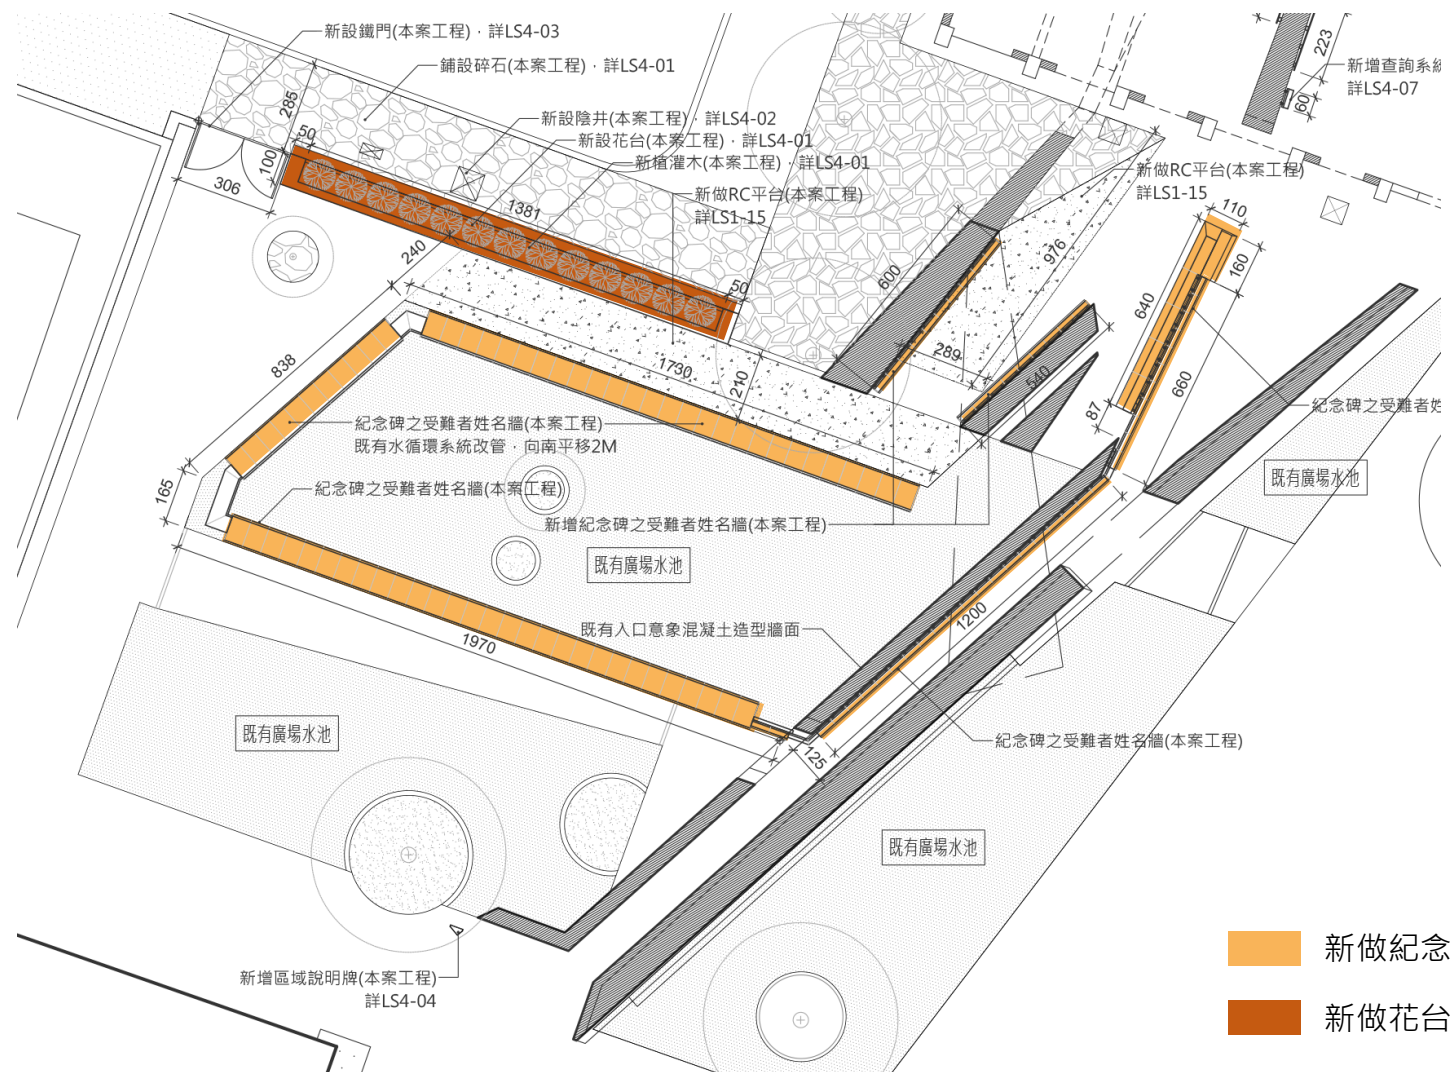 新設鐵門(本案工程)﹒詳LS4-03
鋪設碎石(本案工程)﹒詳LS4-01
新設陰井(本案工程)﹒詳LS4-02
新設花台(本案工程)﹒詳LS4-01
新植灌木(本案工程)﹒詳LS4-01
新做RC平台(本案工程)
詳LS1-15
新做RC平台(本案工程)
詳LS1-15
新增查詢系統
詳LS4-07
223
60
285
50
100
306
1381
50
240
838
1730
210
600
976
289
540
110
160
640
660
87
紀念碑之受難者姓
既有廣場水池
紀念碑之受難者姓名牆(本案工程)
既有水循環系統改管﹒向南平移2M
165
紀念碑之受難者姓名牆(本案工程)
新增紀念碑之受難者姓名牆(本案工程)
既有廣場水池
既有入口意象混凝土造型牆面
1970
1200
125
既有廣場水池
紀念碑之受難者姓名牆(本案工程)
既有廣場水池
新增區域說明牌(本案工程)
詳LS4-04
新做紀念
新做花台